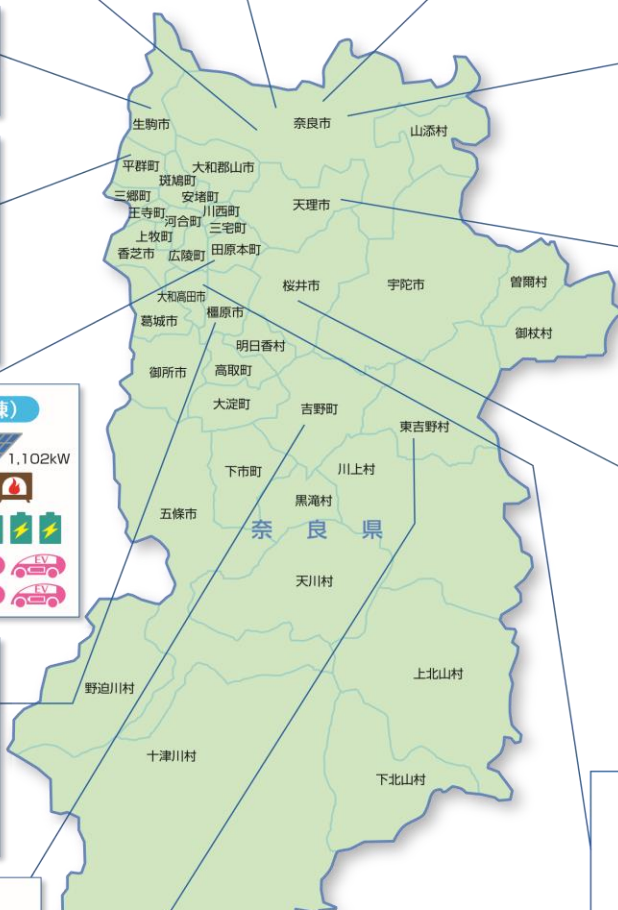 生駒市
奈良市
山添村
平群町
大和郡山市
斑鳩町
三郷町
安堵町
天理市
王寺町
川西町
河合町
三宅町
上牧町
香芝市
広陵町
田原本町
桜井市
宇陀市
曽爾村
大和高田市
葛城市
橿原市
御杖村
明日香村
御所市
高取町
大淀町
吉野町
東吉野村
棟)
1,102kW
下市町
川上村
黒滝村
五條市
奈良県
EV
EV
天川村
上北山村
野迫川村
十津川村
下北山村